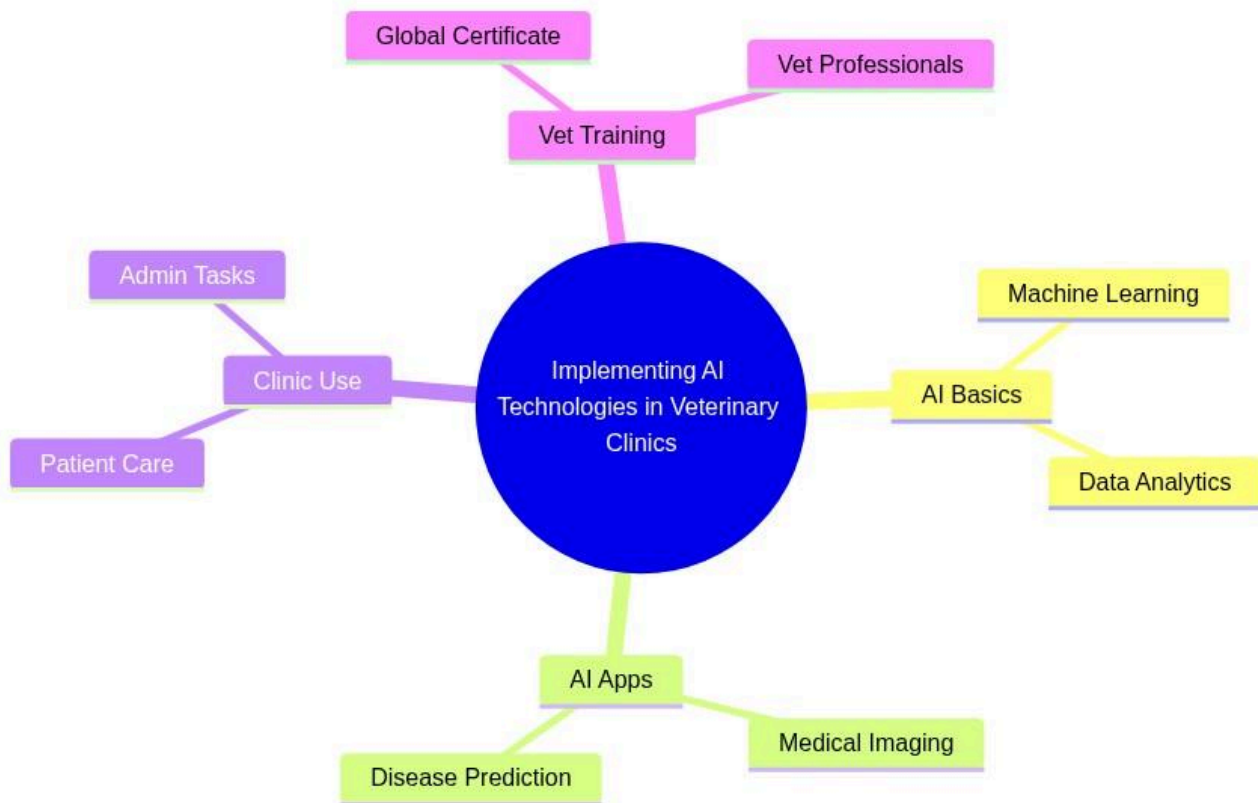 Global Certificate
Vet Professionals
Vet Training
Admin Tasks
Machine Learning
Clinic Use
Implementing AI
Technologies in Veterinary
Clinics
AI Basics
Patient Care
Data Analytics
AI Apps
Medical Imaging
Disease Prediction